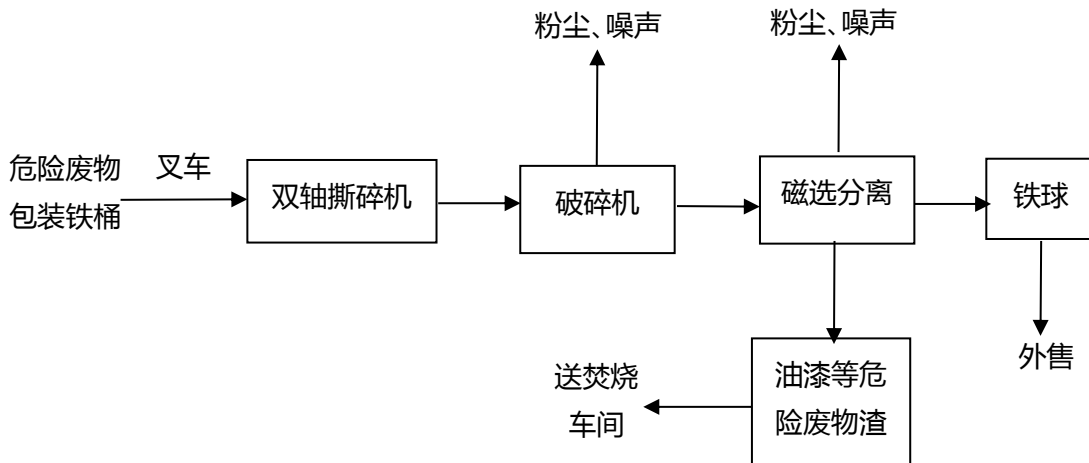 粉尘、噪声
粉尘、噪声
危险废物
包装铁桶
叉车
双轴撕碎机
破碎机
磁选分离
铁球
外售
油漆等危
险废物渣
送焚烧
车间